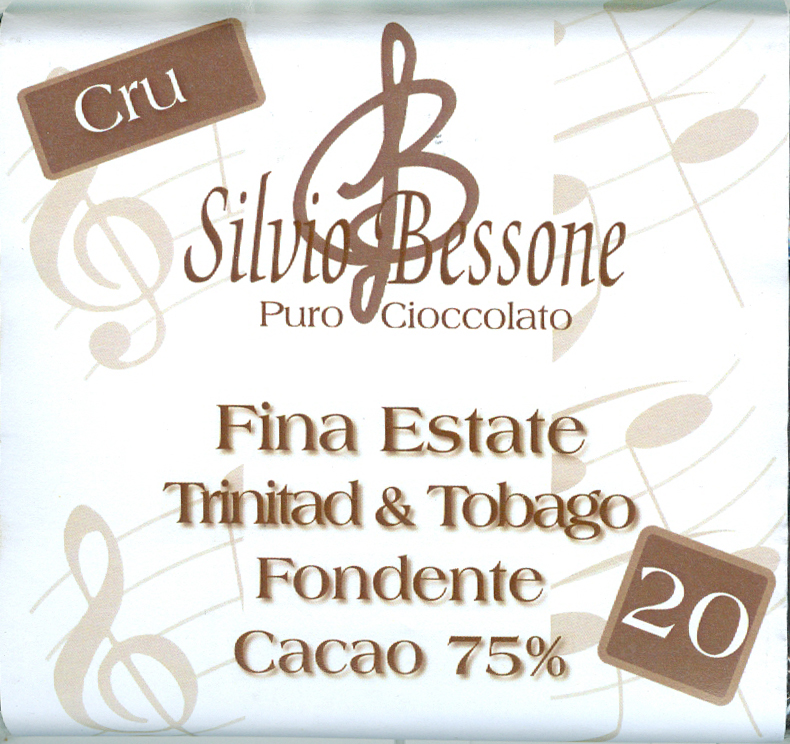 Cru
Silvio Bessone
Puro Cioccolato
Fina Estate
Trinitad & Tobago
Fondente
Cacao 75%
20